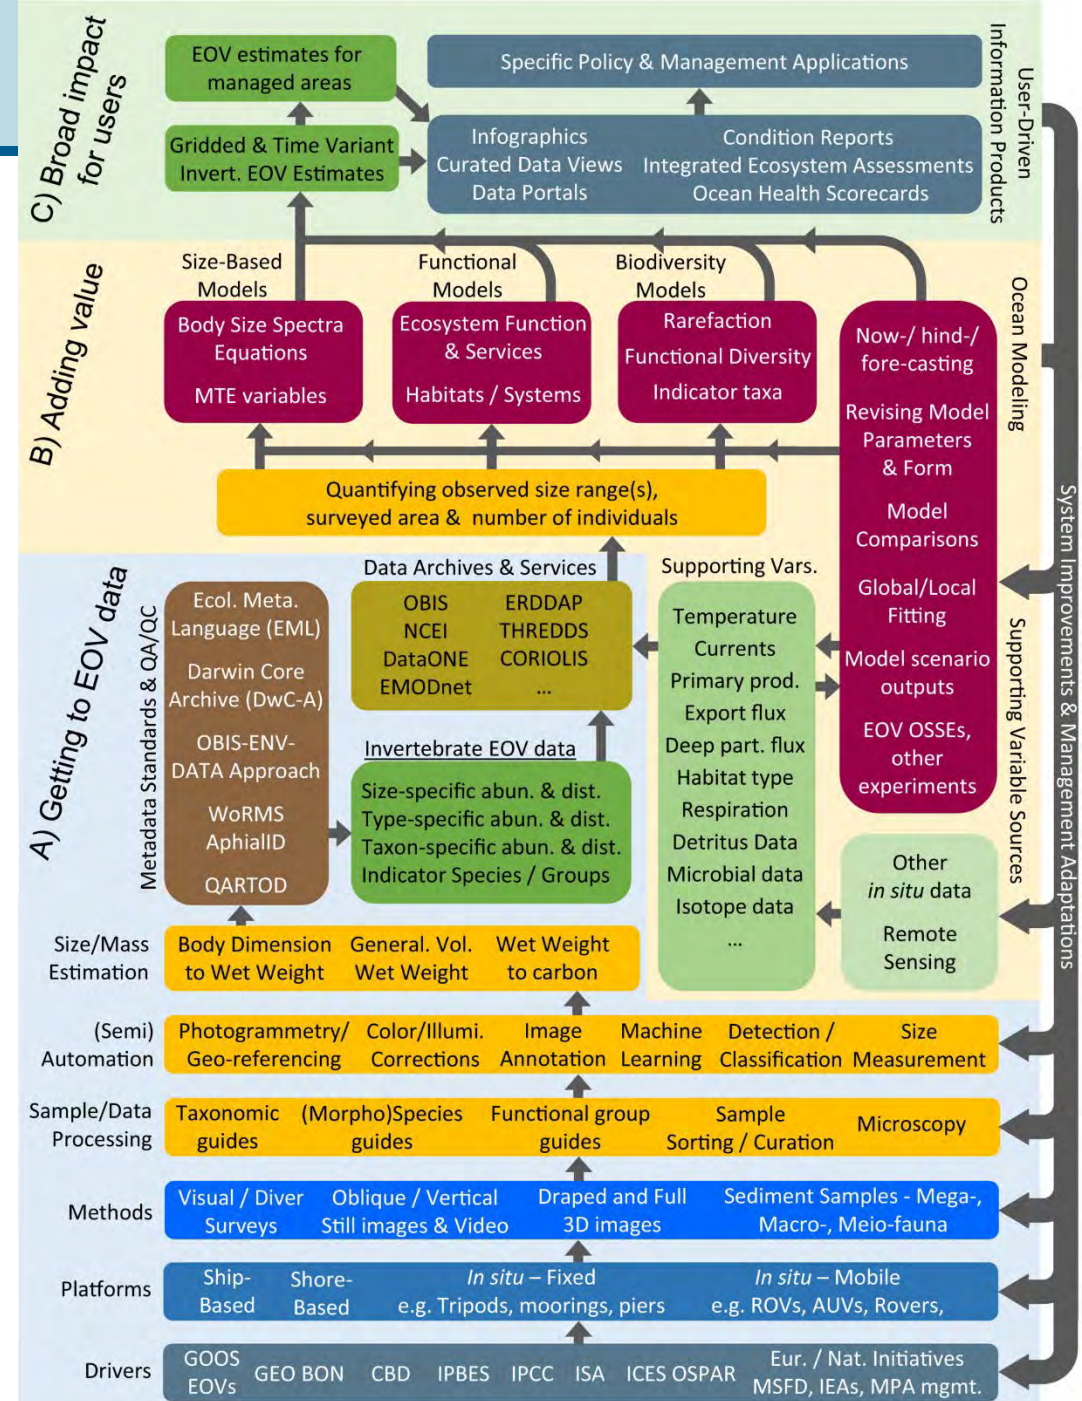 C) Broad impact
for users
EOV estimates for
managed areas
Specific Policy & Management Applications
Gridded & Time Variant
Invert. EOV Estimates
Infographics
Curated Data Views
Data Portals
Condition Reports
Integrated Ecosystem Assessments
Ocean Health Scorecards
User-Driven
Information Products
B) Adding value
Size-Based
Models
Functional
Models
Biodiversity
Models
Ocean Modeling
Body Size Spectra
Equations
MTE variables
Ecosystem Function
& Services
Habitats / Systems
Rarefaction
Functional Diversity
Indicator taxa
Now-/ hind-/
fore-casting
Revising Model
Parameters
& Form
Model
Comparisons
Global/Local
Fitting
Model scenario
outputs
EOV OSSEs,
other
experiments
Quantifying observed size range(s),
surveyed area & number of individuals
System Improvements & Management Adaptations
A) Getting to EOV data
Metadata Standards & QA/QC
Ecol. Meta.
Language (EML)
Darwin Core
Archive (DwC-A)
OBIS-ENV-
DATA Approach
WoRMS
AphialID
QARTOD
Data Archives & Services
OBIS
NCEI
DataONE
EMODnet
ERDDAP
THREDDS
CORIOLIS
...
Invertebrate EOV data
Size-specific abun. & dist.
Type-specific abun. & dist.
Taxon-specific abun. & dist.
Indicator Species / Groups
Supporting Vars.
Temperature
Currents
Primary prod.
Export flux
Deep part. flux
Habitat type
Respiration
Detritus Data
Microbial data
Isotope data
...
Supporting Variable Sources
Other
in situ data
Remote
Sensing
Size/Mass
Estimation
Body Dimension
to Wet Weight
General. Vol.
Wet Weight
Wet Weight
to carbon
(Semi)
Automation
Photogrammetry/
Geo-referencing
Color/Illumi.
Corrections
Image
Annotation
Machine
Learning
Detection /
Classification
Size
Measurement
Sample/Data
Processing
Taxonomic
guides
(Morpho)Species
guides
Functional group
guides
Sample
Sorting / Curation
Microscopy
Methods
Visual / Diver
Surveys
Oblique / Vertical
Still images & Video
Draped and Full
3D images
Sediment Samples - Mega-,
Macro-, Meio-fauna
Platforms
Ship-
Based
Shore-
Based
In situ – Fixed
e.g. Tripods, moorings, piers
In situ – Mobile
e.g. ROVs, AUVs, Rovers,
Drivers
GOOS
EOVs
GEO BON
CBD
IPBES
IPCC
ISA
ICES OSPAR
Eur. / Nat. Initiatives
MSFD, IEAs, MPA mgmt.